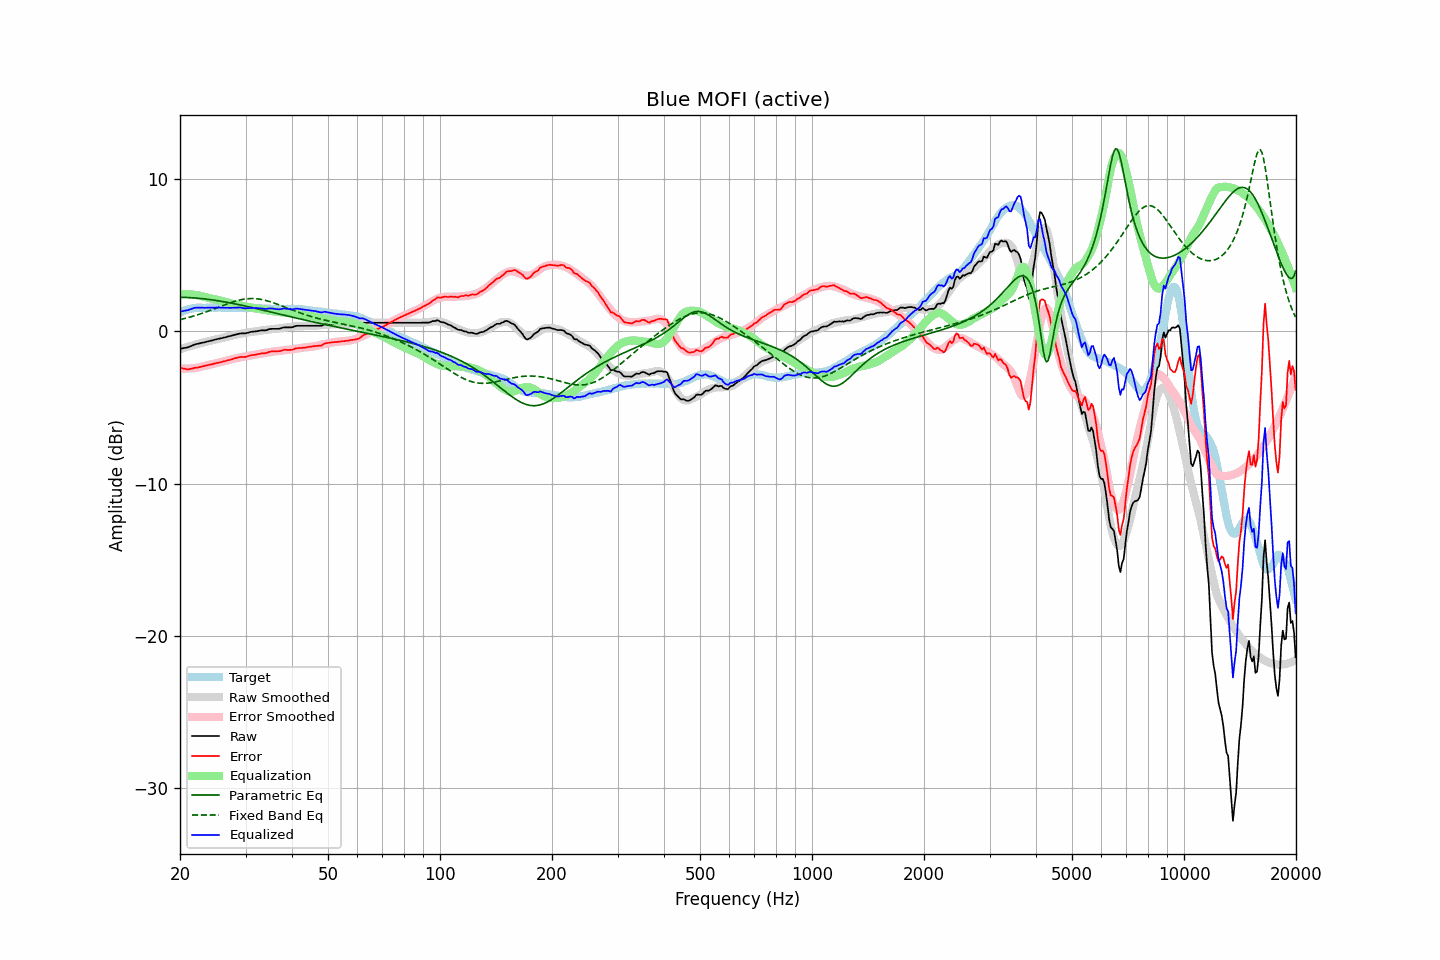 Blue MOFI (active)
10
0
−10
−20
−30
Amplitude (dBr)
Target
Raw Smoothed
Error Smoothed
Raw
Error
Equalization
Parametric Eq
Fixed Band Eq
Equalized
20 50 100 200 500 1000 2000 5000 10000 20000
Frequency (Hz)